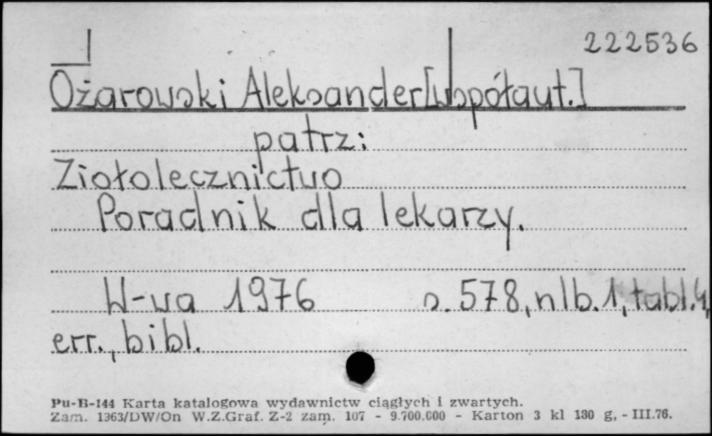 222536
Ożarowski Aleksander [współaut.]
patrz:
Ziołolecznictwo
Poradnik dla lekarzy.
W-wa 1976 s. 578, nlb. 1, tabl. 4,
err., bibl.
Pu-B-144 Karta katalogowa wydawnictw ciągłych i zwartych.
Zam. 1363/DW/On W.Z.Graf. Z-2 zam. 107 - 9.700.000 - Karton 3 kl 180 g, - III.76.